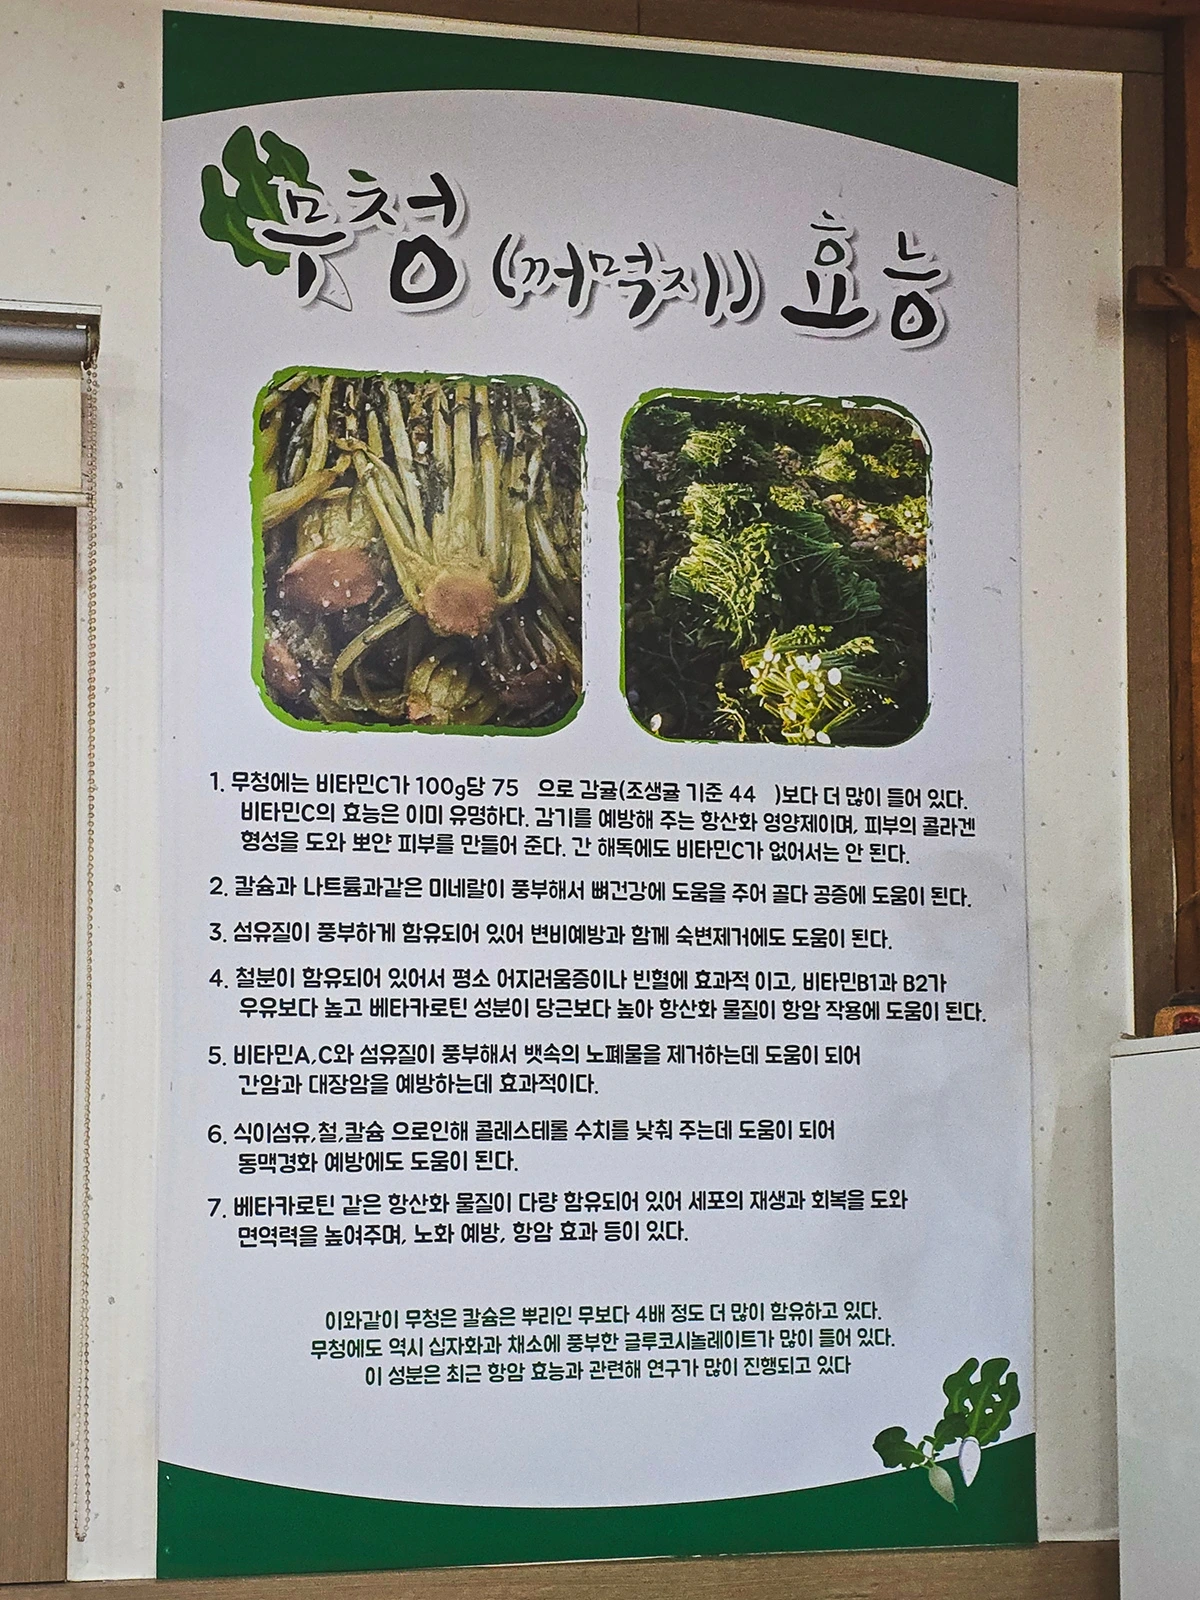 무청 (꺼먹지) 효능
1. 무청에는 비타민C가 100g당 75 으로 감귤(조생귤 기준 44 )보다 더 많이 들어 있다.
비타민C의 효능은 이미 유명하다. 감기를 예방해 주는 항산화 영양제이며, 피부의 콜라겐
형성을 도와 뽀얀 피부를 만들어 준다. 간 해독에도 비타민C가 없어서는 안 된다.
2. 칼슘과 나트륨과같은 미네랄이 풍부해서 뼈건강에 도움을 주어 골다 공증에 도움이 된다.
3. 섬유질이 풍부하게 함유되어 있어 변비예방과 함께 숙변제거에도 도움이 된다.
4. 철분이 함유되어 있어서 평소 어지러움증이나 빈혈에 효과적 이고, 비타민B1과 B2가
우유보다 높고 베타카로틴 성분이 당근보다 높아 항산화 물질이 항암 작용에 도움이 된다.
5. 비타민A,C와 섬유질이 풍부해서 뱃속의 노폐물을 제거하는데 도움이 되어
간암과 대장암을 예방하는데 효과적이다.
6. 식이섬유,철,칼슘 으로인해 콜레스테롤 수치를 낮춰 주는데 도움이 되어
동맥경화 예방에도 도움이 된다.
7. 베타카로틴 같은 항산화 물질이 다량 함유되어 있어 세포의 재생과 회복을 도와
면역력을 높여주며, 노화 예방, 항암 효과 등이 있다.
이와같이 무청은 칼슘은 뿌리인 무보다 4배 정도 더 많이 함유하고 있다.
무청에도 역시 십자화과 채소에 풍부한 글루코시놀레이트가 많이 들어 있다.
이 성분은 최근 항암 효능과 관련해 연구가 많이 진행되고 있다